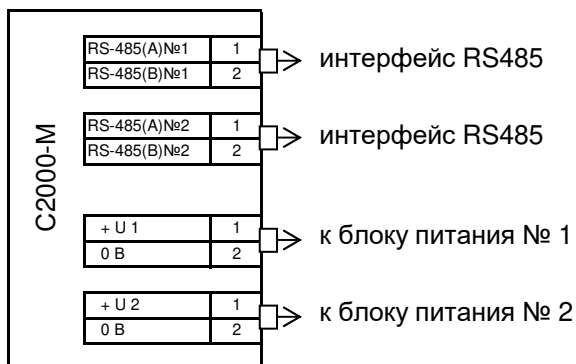 C2000-M
RS-485(A)№1 1
RS-485(B)№1 2
интерфейс RS485
RS-485(A)№2 1
RS-485(B)№2 2
интерфейс RS485
+ U 1 1
0 В 2
к блоку питания № 1
+ U 2 1
0 В 2
к блоку питания № 2